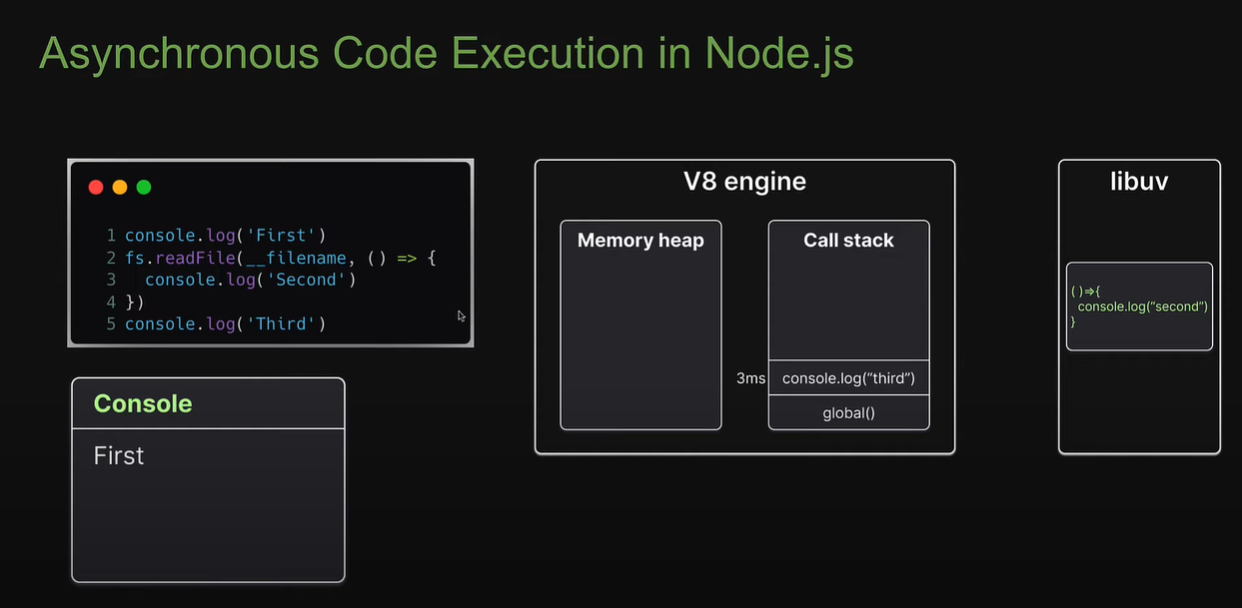 Asynchronous Code Execution in Node.js
1 console.log('First')
2 fs.readFile(__filename, () => {
3   console.log('Second')
4 })
5 console.log('Third')
Console
First
V8 engine
Memory heap
Call stack
3ms
console.log(“third”)
global()
libuv
()=>{
console.log(“second”)
}